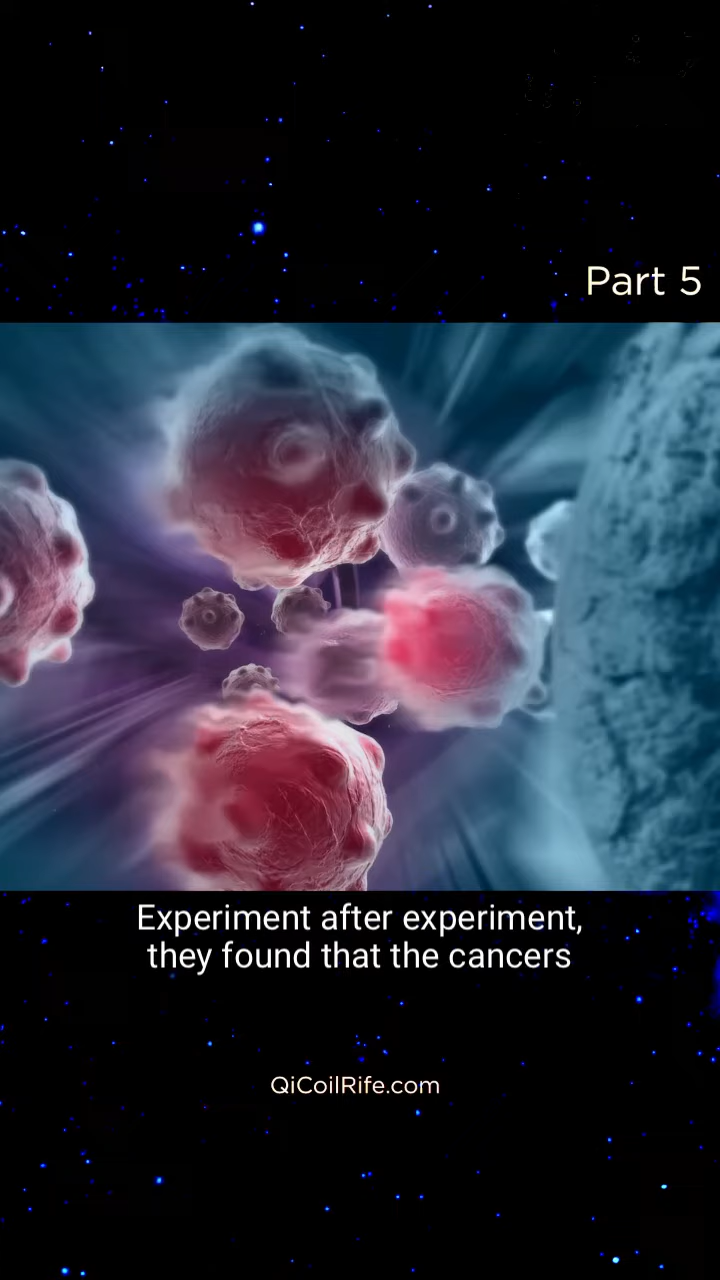 Part 5
Experiment after experiment,
they found that the cancers
QiCoilRife.com